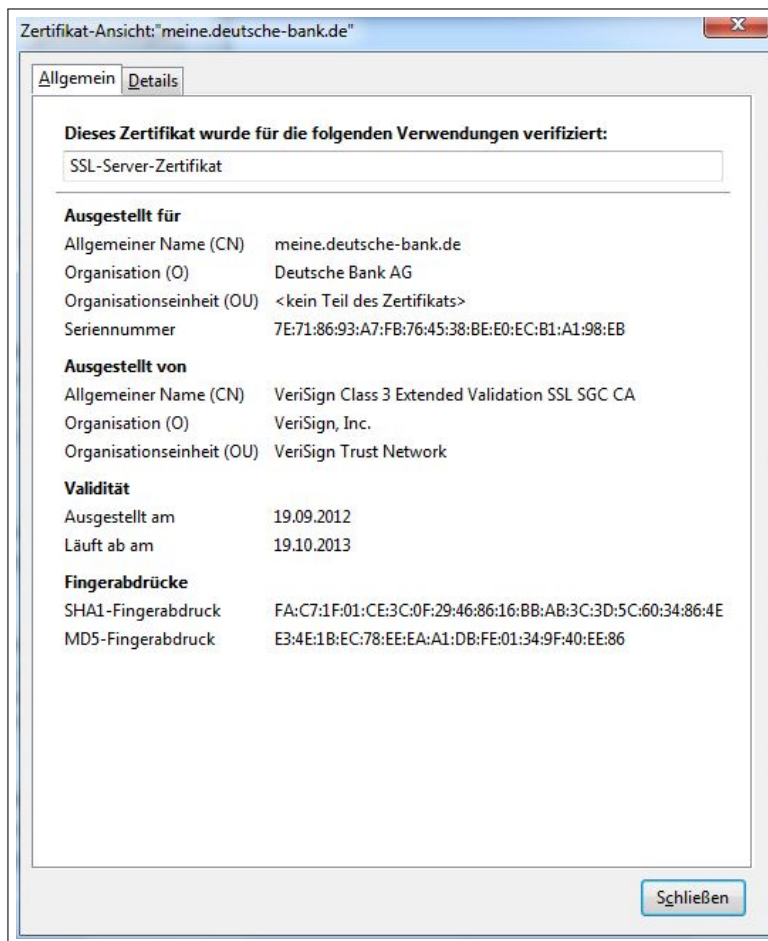 Zertifikat-Ansicht:"meine.deutsche-bank.de"
Allgemein Details
Dieses Zertifikat wurde für die folgenden Verwendungen verifiziert:
SSL-Server-Zertifikat
Ausgestellt für
Allgemeiner Name (CN) meine.deutsche-bank.de
Organisation (O) Deutsche Bank AG
Organisationseinheit (OU) <kein Teil des Zertifikats>
Seriennummer 7E:71:86:93:A7:FB:76:45:38:BE:E0:EC:B1:A1:98:EB
Ausgestellt von
Allgemeiner Name (CN) VeriSign Class 3 Extended Validation SSL SGC CA
Organisation (O) VeriSign, Inc.
Organisationseinheit (OU) VeriSign Trust Network
Validität
Ausgestellt am 19.09.2012
Läuft ab am 19.10.2013
Fingerabdrücke
SHA1-Fingerabdruck FA:C7:1F:01:CE:3C:0F:29:46:86:16:BB:AB:3C:3D:5C:60:34:86:4E
MD5-Fingerabdruck E3:4E:1B:EC:78:EE:EA:A1:DB:FE:01:34:9F:40:EE:86
Schließen